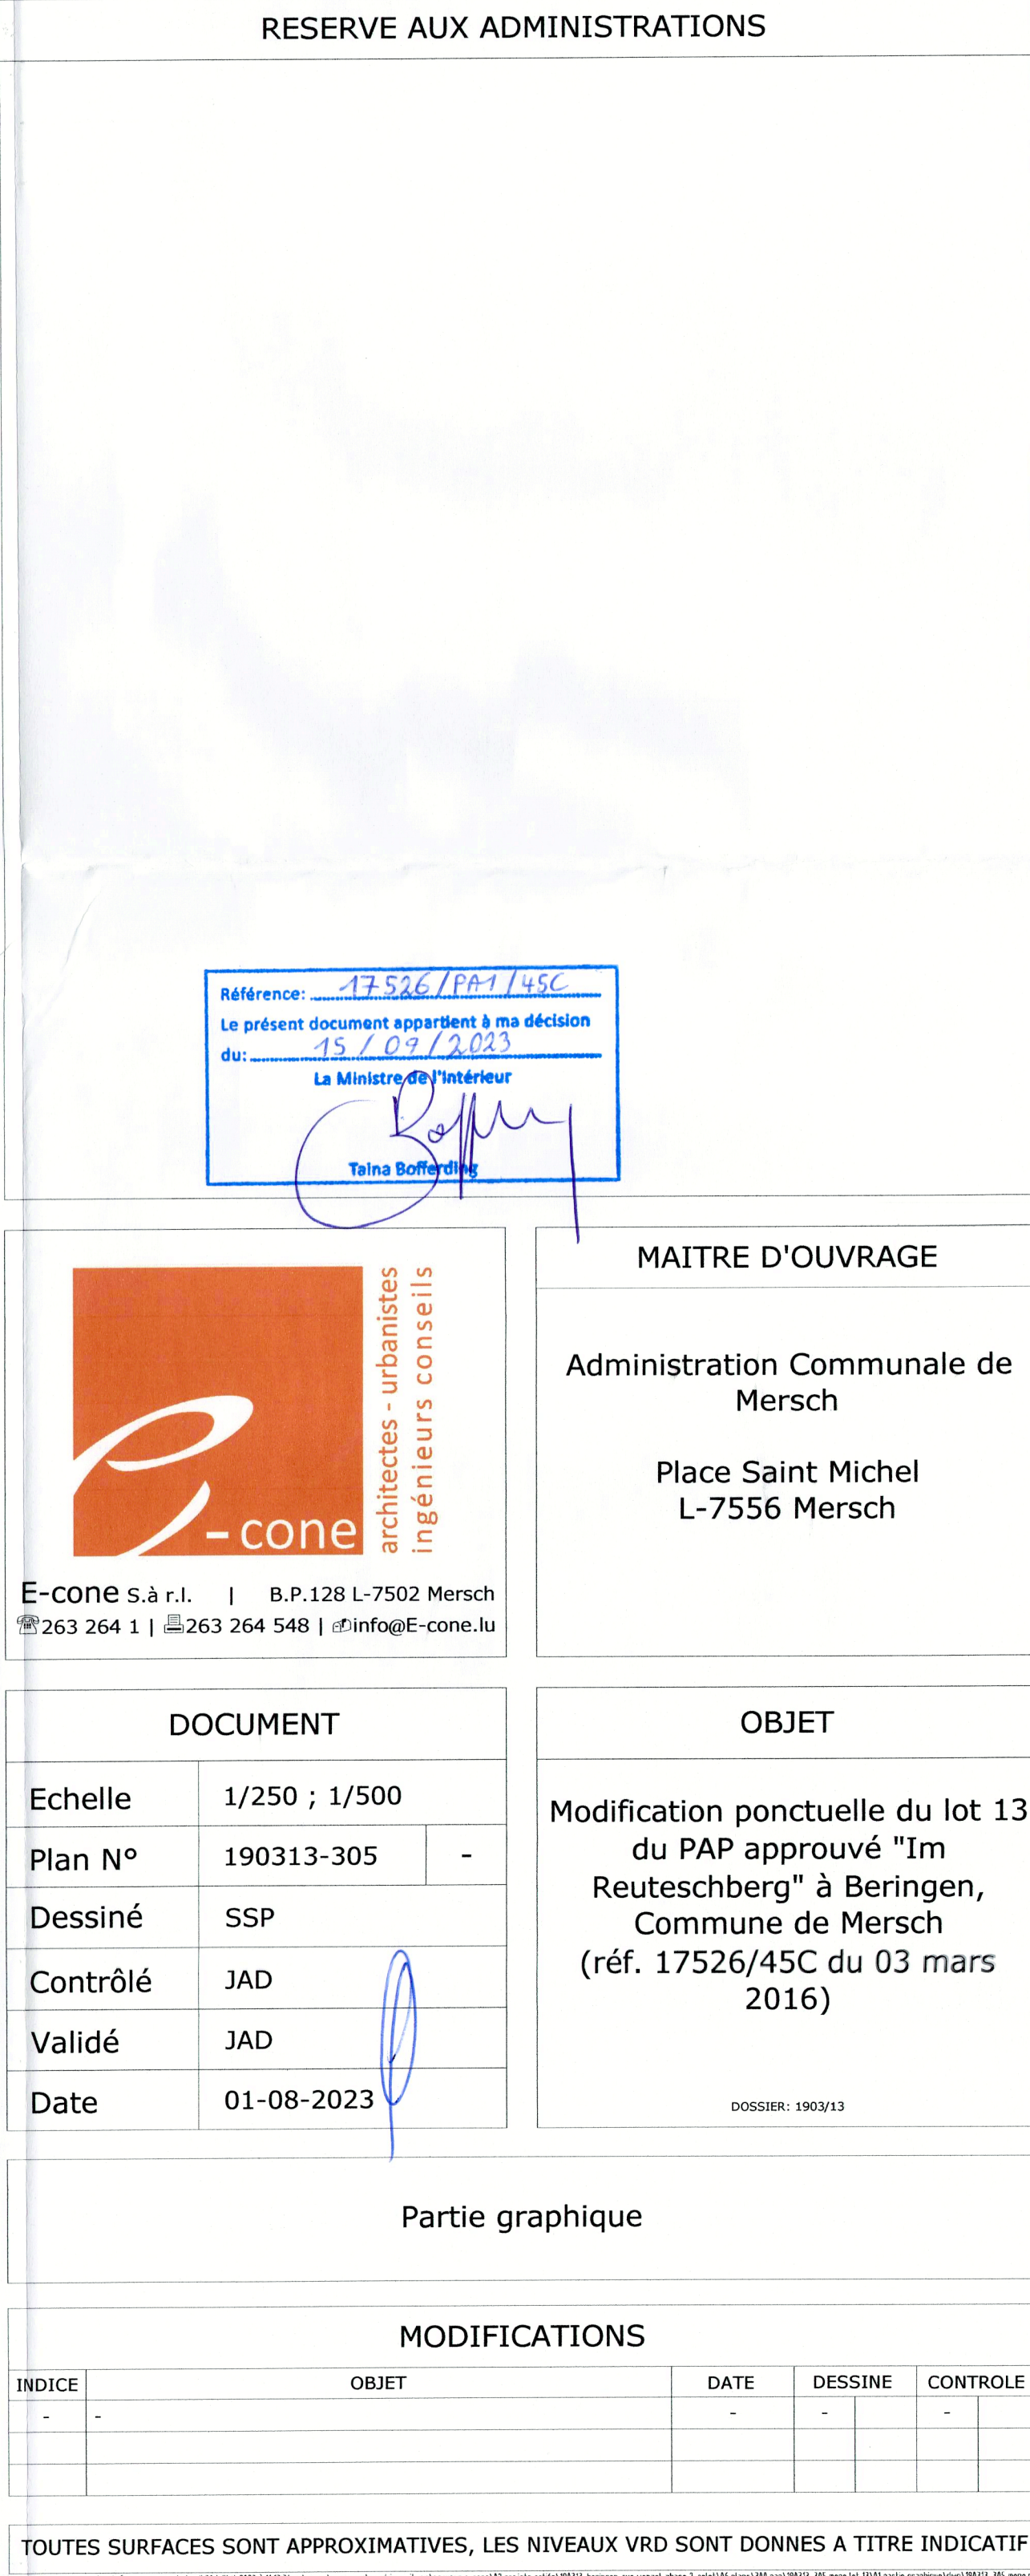 RESERVE AUX ADMINISTRATIONS
Référence: 17526/PA1/45C
Le présent document appartient à ma décision
du: 15/09/2023
La Ministre de l'Intérieur
Taina Bofferding
e-cone
architectes - urbanistes
ingénieurs conseils
E-cone S.à r.l. | B.P.128 L-7502 Mersch
263 264 1 | 263 264 548 | info@E-cone.lu
MAITRE D'OUVRAGE
Administration Communale de
Mersch
Place Saint Michel
L-7556 Mersch
DOCUMENT
Echelle 1/250 ; 1/500
Plan N° 190313-305 -
Dessiné SSP
Contrôlé JAD
Validé JAD
Date 01-08-2023
OBJET
Modification ponctuelle du lot 13
du PAP approuvé "Im
Reuteschberg" à Beringen,
Commune de Mersch
(réf. 17526/45C du 03 mars
2016)
DOSSIER: 1903/13
Partie graphique
MODIFICATIONS
INDICE OBJET DATE DESSINE CONTROLE
- - - - -
TOUTES SURFACES SONT APPROXIMATIVES, LES NIVEAUX VRD SONT DONNES A TITRE INDICATIF